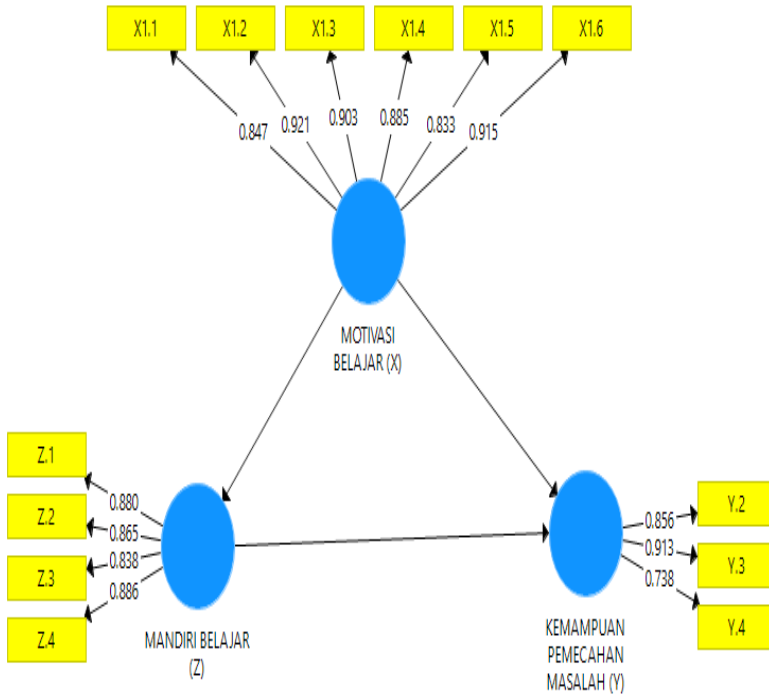 X1.1
X1.2
X1.3
X1.4
X1.5
X1.6
0.847
0.921
0.903
0.885
0.833
0.915
MOTIVASI
BELAJAR (X)
Z.1
Z.2
Z.3
Z.4
0.880
0.865
0.838
0.886
MANDIRI BELAJAR
(Z)
0.856
0.913
0.738
Y.2
Y.3
Y.4
KEMAMPUAN
PEMECAHAN
MASALAH (Y)